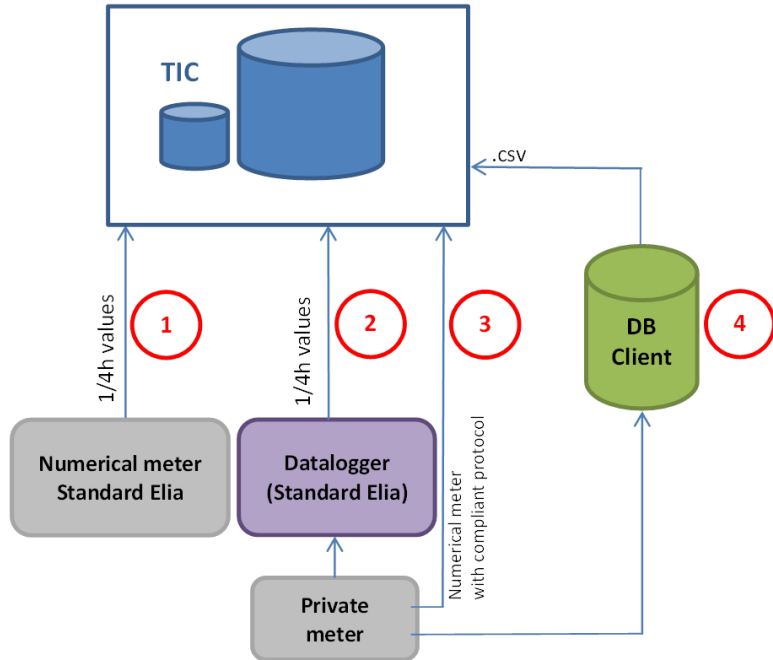 TIC
.csv
1/4h values
1
1/4h values
2
3
DB
Client
4
Numerical meter
Standard Elia
Datalogger
(Standard Elia)
Numerical meter
with compliant protocol
Private
meter